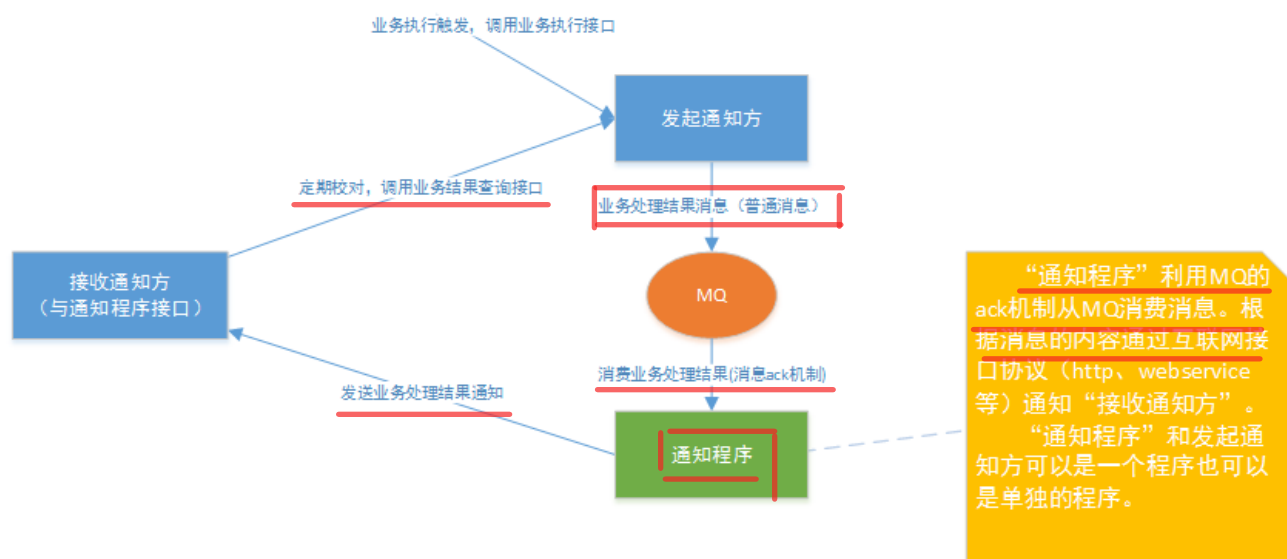 业务执行触发，调用业务执行接口
发起通知方
定期校对，调用业务结果查询接口
业务处理结果消息（普通消息）
接收通知方
（与通知程序接口）
MQ
“通知程序”利用MQ的
ack机制从MQ消费消息。根
据消息的内容通过互联网接
口协议（http、webservice
等）通知“接收通知方”。
“通知程序”和发起通
知方可以是一个程序也可以
是单独的程序。
消费业务处理结果(消息ack机制)
发送业务处理结果通知
通知程序